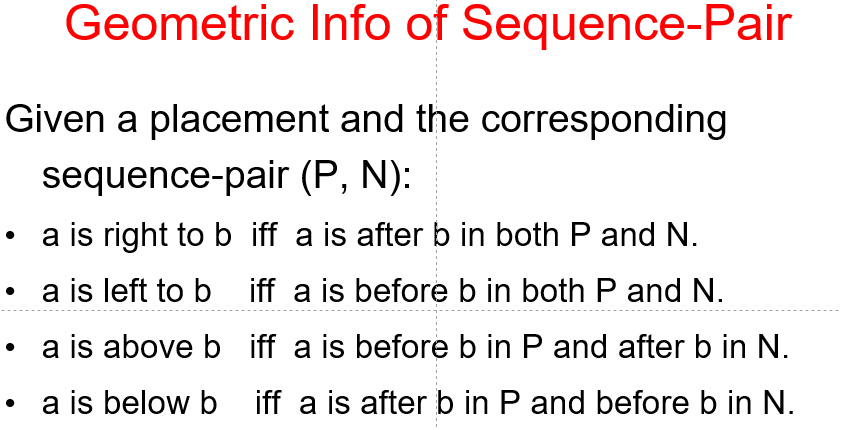 Geometric Info of Sequence-Pair
Given a placement and the corresponding
sequence-pair (P, N):
• a is right to b iff a is after b in both P and N.
• a is left to b iff a is before b in both P and N.
• a is above b iff a is before b in P and after b in N.
• a is below b iff a is after b in P and before b in N.